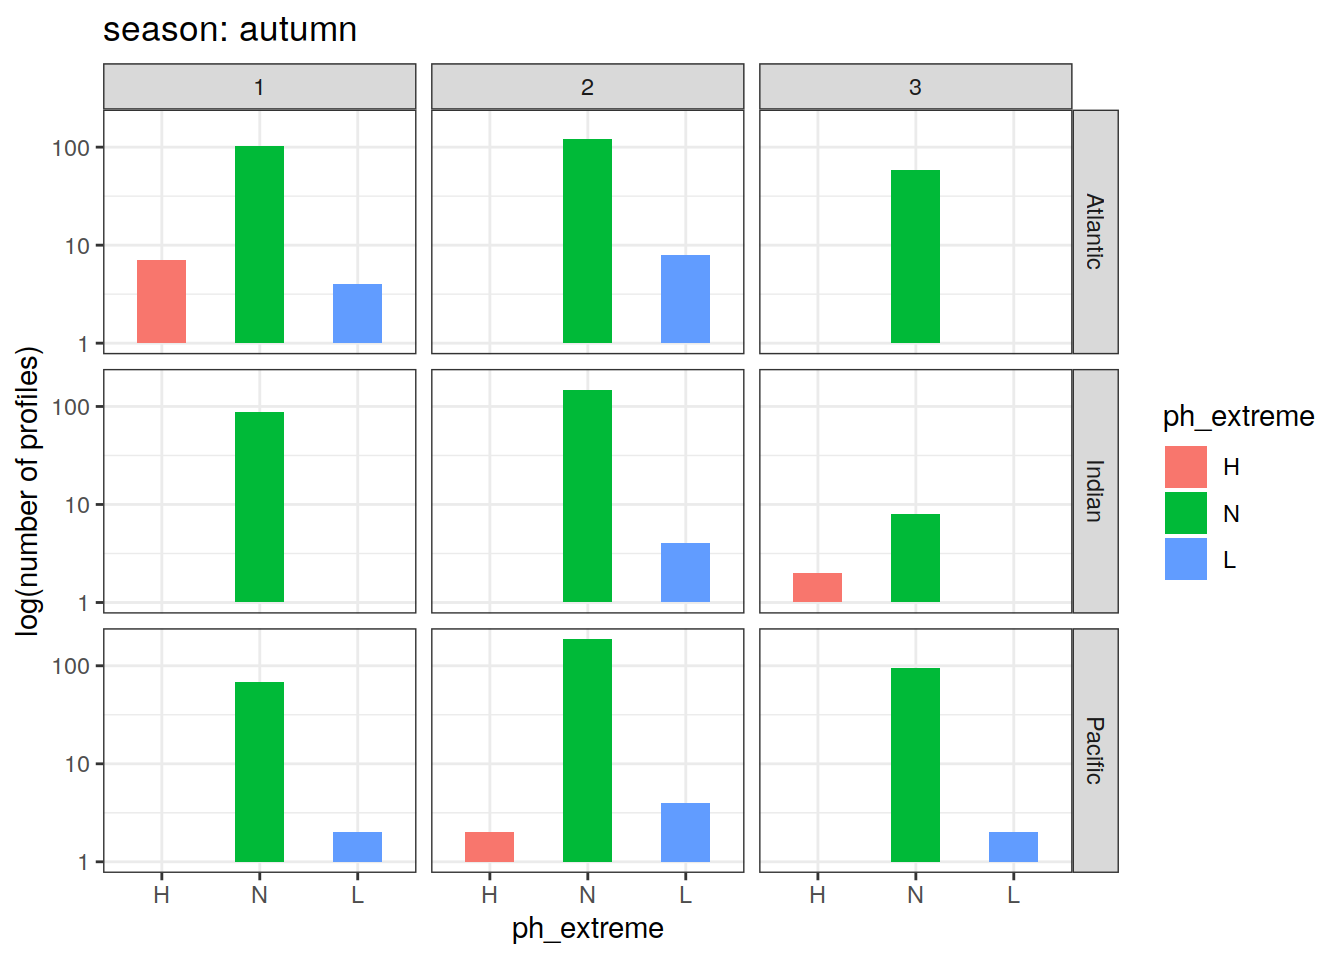 season: autumn
1 2 3
100
10
1
Atlantic
100
10
1
Indian
100
10
1
Pacific
log(number of profiles)
H N L H N L H N L
ph_extreme
ph_extreme
H
N
L